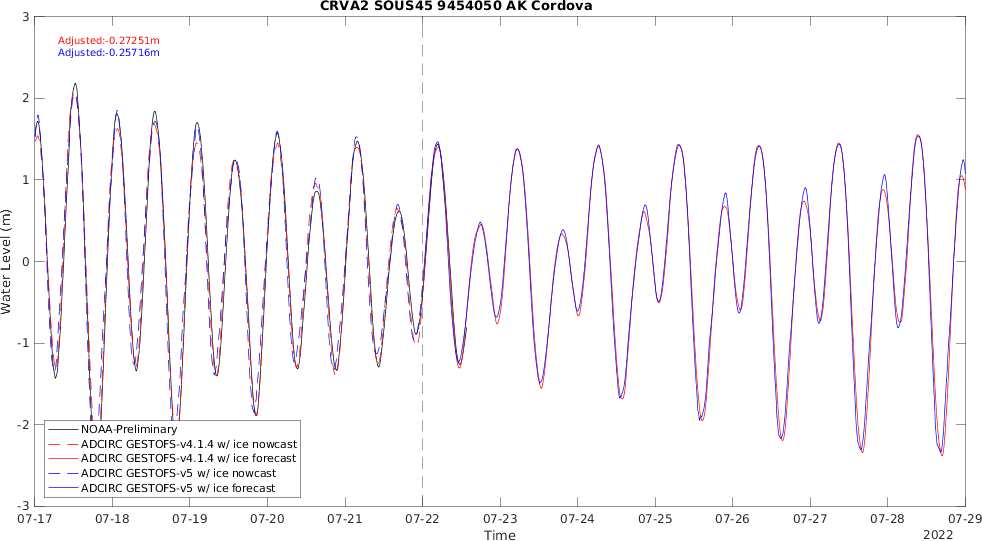 CRVA2 SOUS45 9454050 AK Cordova
Adjusted:-0.27251m
Adjusted:-0.25716m
3
2
1
0
-1
-2
-3
Water Level (m)
NOAA-Preliminary
ADCIRC GESTOFS-v4.1.4 w/ ice nowcast
ADCIRC GESTOFS-v4.1.4 w/ ice forecast
ADCIRC GESTOFS-v5 w/ ice nowcast
ADCIRC GESTOFS-v5 w/ ice forecast
07-17 07-18 07-19 07-20 07-21 07-22 07-23 07-24 07-25 07-26 07-27 07-28 07-29
Time
2022